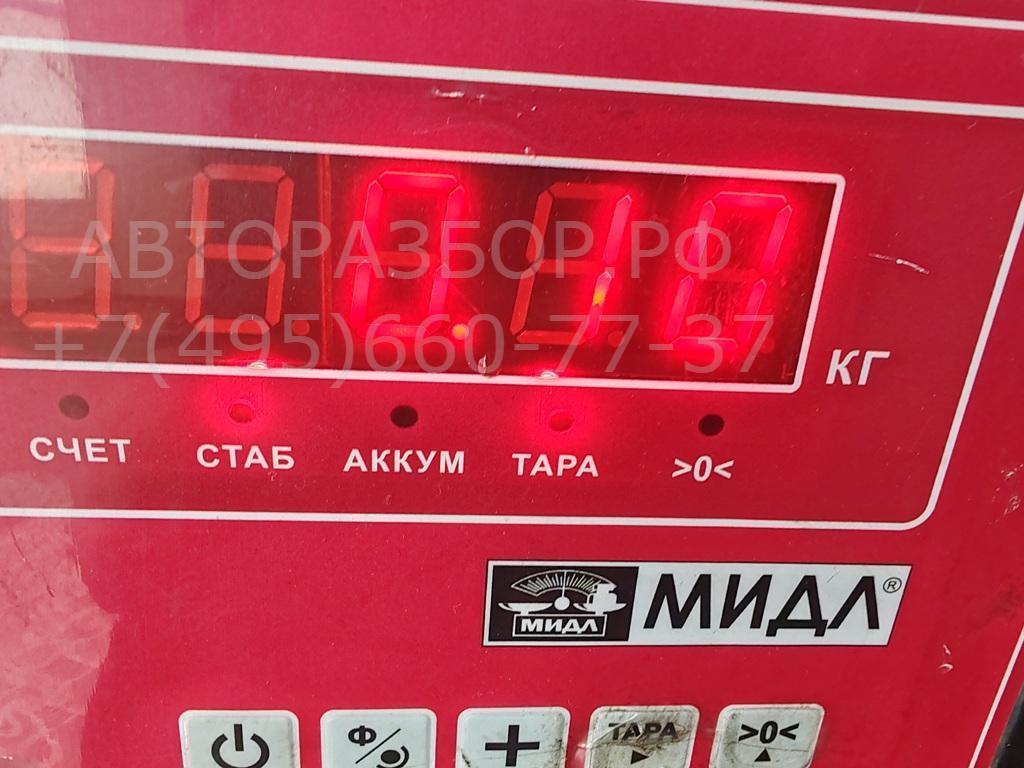 АВТОРАЗБОР.РФ
+7(495)660-77-37
КГ
СЧЕТ СТАБ АККУМ ТАРА >0<
МИДЛ МИДЛ®
Ф + ТАРА >0<